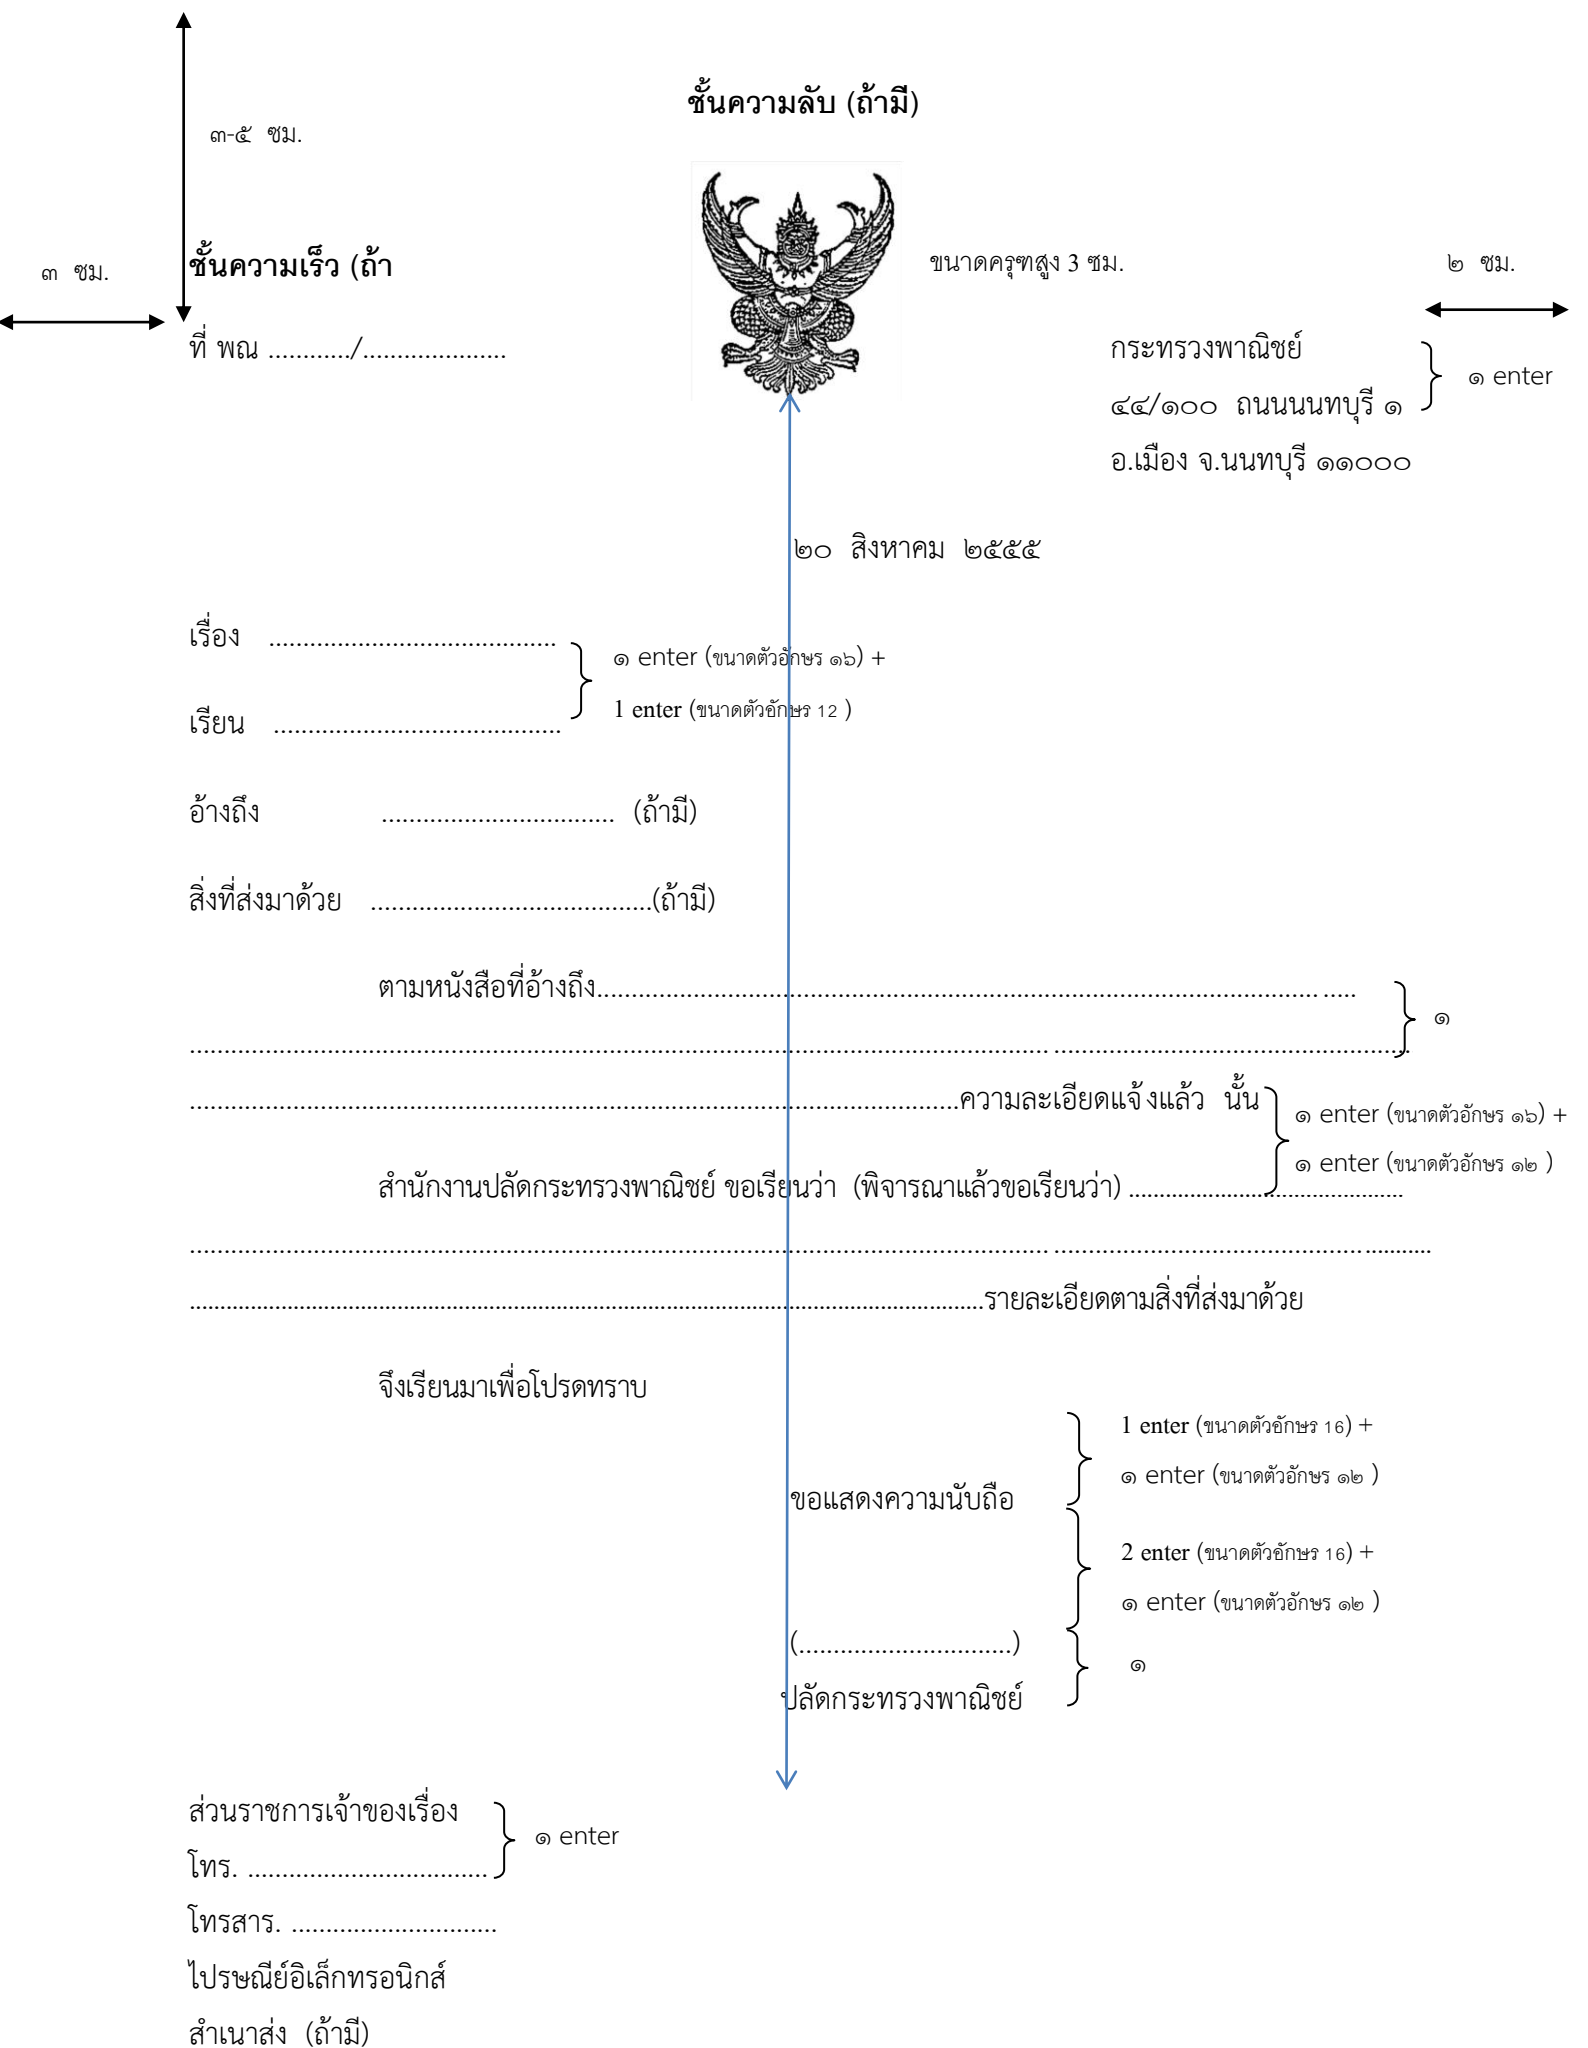 ชั้นความลับ (ถ้ามี)
๓-๕ ซม.
๓ ซม.
ชั้นความเร็ว (ถ้า
ขนาดครุฑสูง 3 ซม.
๒ ซม.
ที่ พณ ............/.....................
กระทรวงพาณิชย์
๑ enter
๔๔/๑๐๐ ถนนนนทบุรี ๑
อ.เมือง จ.นนทบุรี ๑๑๐๐๐
๒๐ สิงหาคม ๒๕๕๕
เรื่อง ..........................................
๑ enter (ขนาดตัวอักษร ๑๖) +
1 enter (ขนาดตัวอักษร 12 )
เรียน ..........................................
อ้างถึง .................................. (ถ้ามี)
สิ่งที่ส่งมาด้วย .........................................(ถ้ามี)
ตามหนังสือที่อ้างถึง......................................................................................................... .....
๑
............................................................................................................................. ....................................................
................................................................................................................ความละเอียดแจ้งแล้ว นั้น
๑ enter (ขนาดตัวอักษร ๑๖) +
๑ enter (ขนาดตัวอักษร ๑๒ )
สำนักงานปลัดกระทรวงพาณิชย์ ขอเรียนว่า (พิจารณาแล้วขอเรียนว่า) .............................................
............................................................................................................................. .......................................................
...................................................................................................................................รายละเอียดตามสิ่งที่ส่งมาด้วย
จึงเรียนมาเพื่อโปรดทราบ
1 enter (ขนาดตัวอักษร 16) +
๑ enter (ขนาดตัวอักษร ๑๒ )
ขอแสดงความนับถือ
2 enter (ขนาดตัวอักษร 16) +
๑ enter (ขนาดตัวอักษร ๑๒ )
(...............................)
๑
ปลัดกระทรวงพาณิชย์
ส่วนราชการเจ้าของเรื่อง
๑ enter
โทร. ...................................
โทรสาร. ..............................
ไปรษณีย์อิเล็กทรอนิกส์
สำเนาส่ง (ถ้ามี)